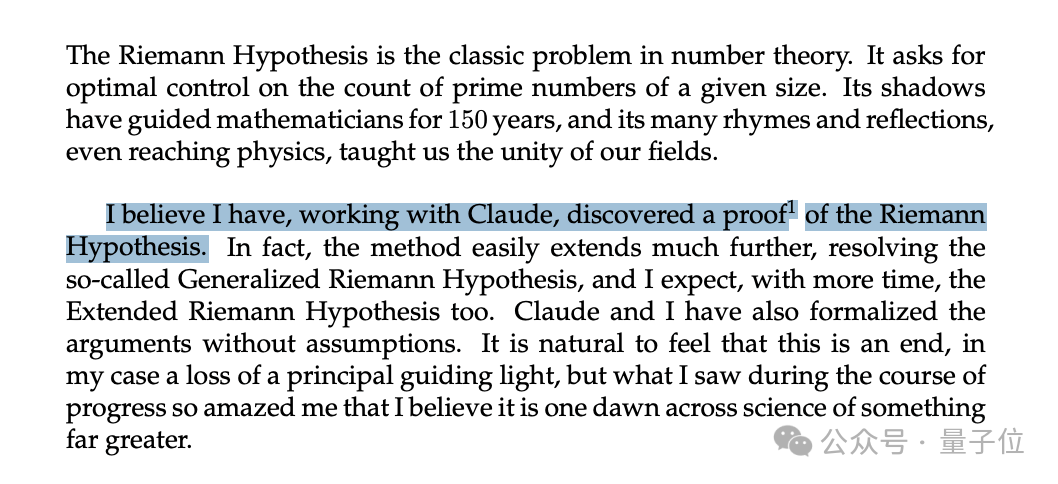 The Riemann Hypothesis is the classic problem in number theory. It asks for
optimal control on the count of prime numbers of a given size. Its shadows
have guided mathematicians for 150 years, and its many rhymes and reflections,
even reaching physics, taught us the unity of our fields.
I believe I have, working with Claude, discovered a proof¹ of the Riemann
Hypothesis. In fact, the method easily extends much further, resolving the
so-called Generalized Riemann Hypothesis, and I expect, with more time, the
Extended Riemann Hypothesis too. Claude and I have also formalized the
arguments without assumptions. It is natural to feel that this is an end, in
my case a loss of a principal guiding light, but what I saw during the course of
progress so amazed me that I believe it is one dawn across science of something
far greater.
公众号 · 量子位